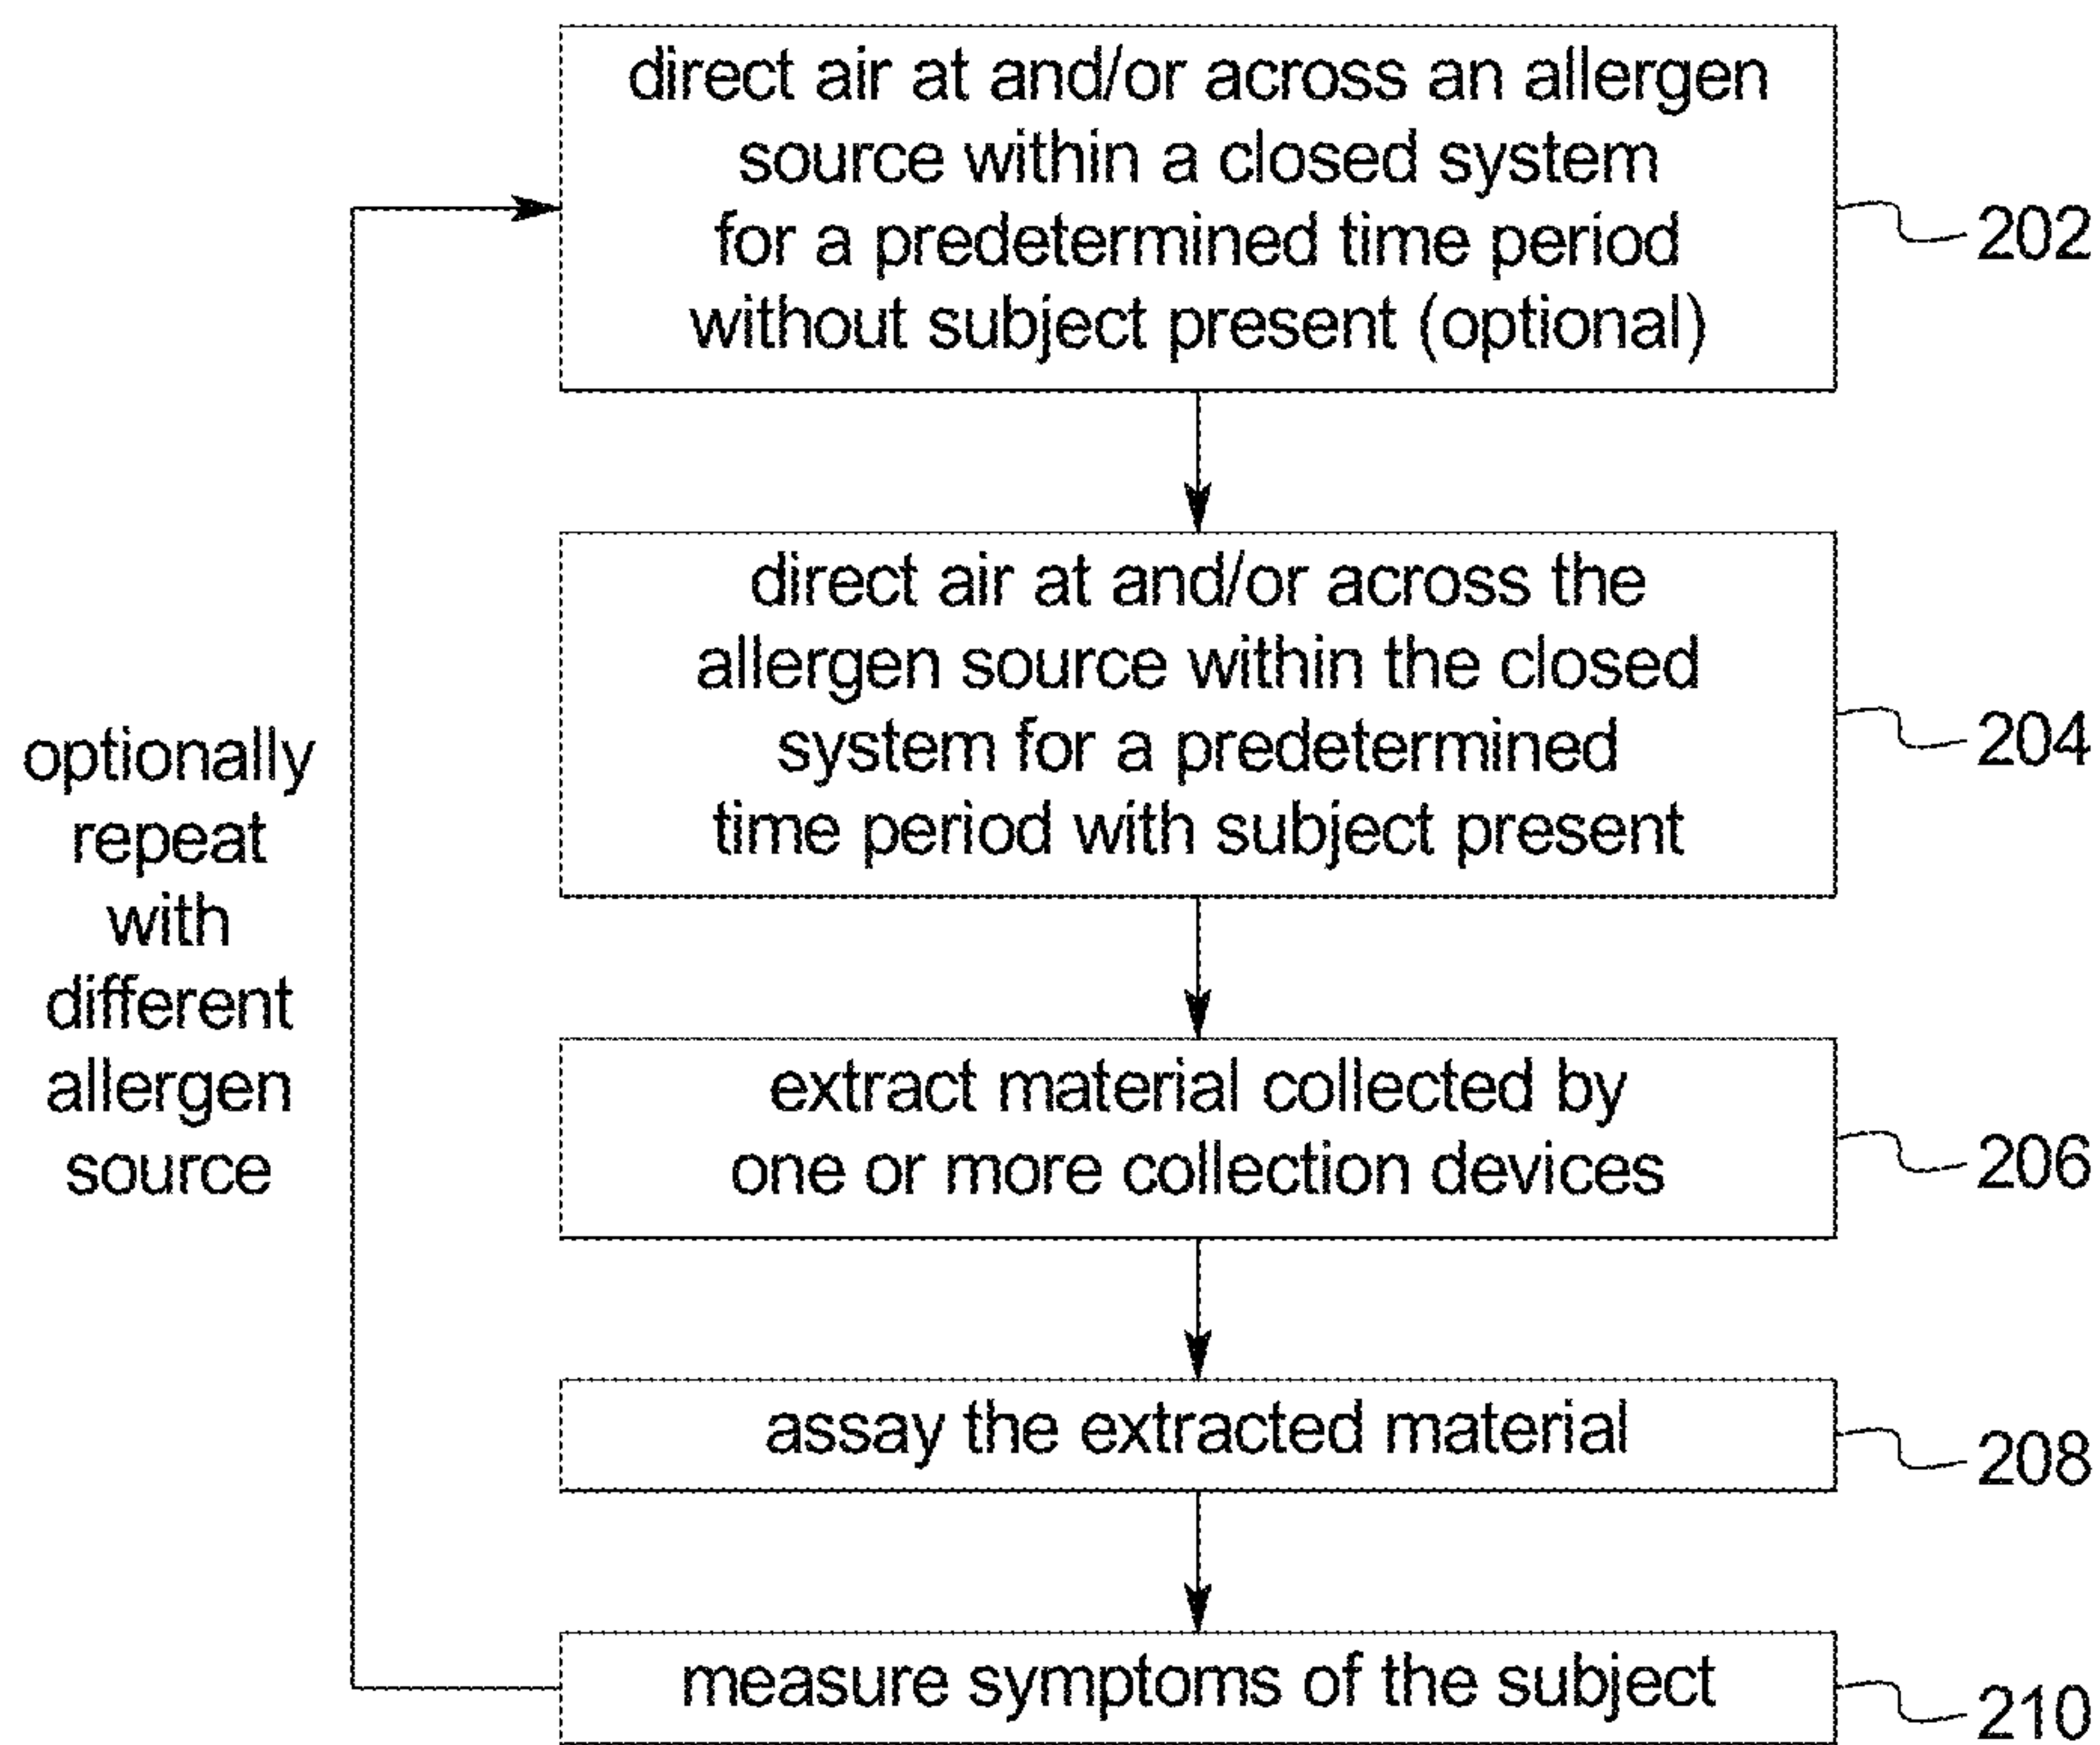 direct air at and/or across an allergen
source within a closed system
for a predetermined time period
without subject present (optional)
202
direct air at and/or across the
allergen source within the closed
system for a predetermined
time period with subject present
204
optionally
repeat
with
different
allergen
source
extract material collected by
one or more collection devices
206
assay the extracted material
208
measure symptoms of the subject
210